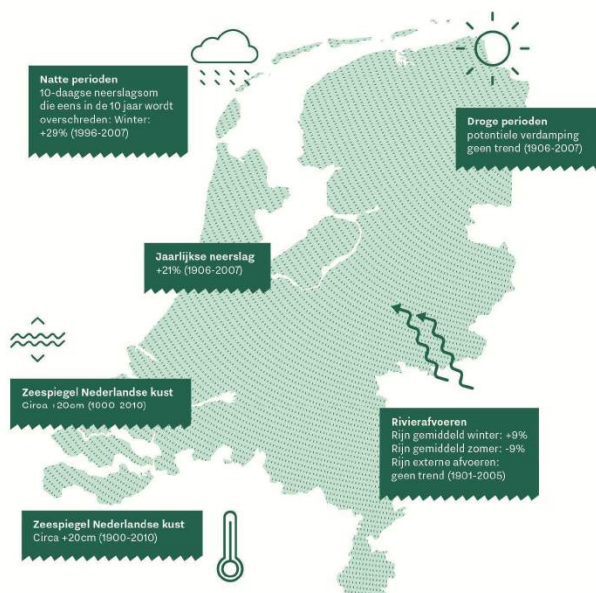 Natte perioden
10-daagse neerslagsom
die eens in de 10 jaar wordt
overschreden: Winter:
+29% (1996-2007)
Droge perioden
potentiele verdamping
geen trend (1906-2007)
Jaarlijkse neerslag
+21% (1906-2007)
Zeespiegel Nederlandse kust
Circa +20cm (1900-2010)
Rivierafvoeren
Rijn gemiddeld winter: +9%
Rijn gemiddeld zomer: -9%
Rijn externe afvoeren:
geen trend (1901-2005)
Zeespiegel Nederlandse kust
Circa +20cm (1900-2010)